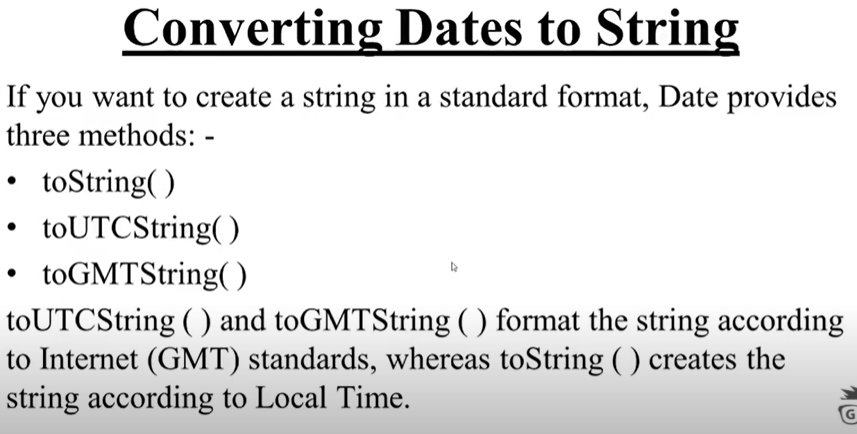 Converting Dates to String
If you want to create a string in a standard format, Date provides
three methods: -
• toString( )
• toUTCString( )
• toGMTString( )
toUTCString ( ) and toGMTString ( ) format the string according
to Internet (GMT) standards, whereas toString ( ) creates the
string according to Local Time.
G